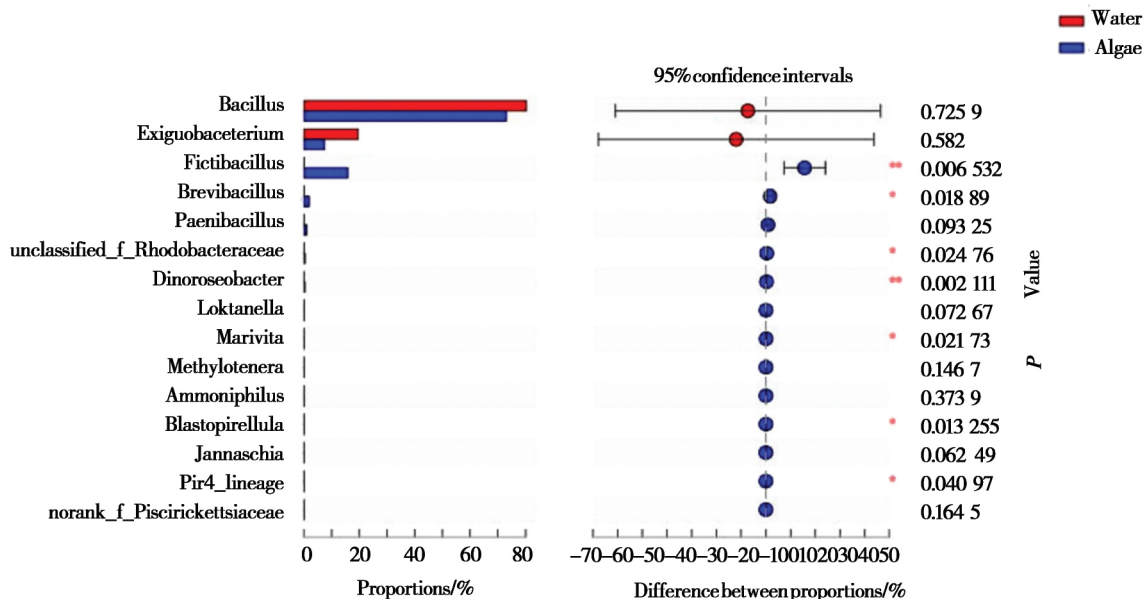 Water
Algae
95% confidence intervals
Bacillus 0.725 9
Exiguobaceterium 0.582
Fictibacillus ** 0.006 532
Brevibacillus * 0.018 89
Paenibacillus 0.093 25
unclassified_f_Rhodobacteraceae * 0.024 76
Dinoroseobacter ** 0.002 111
Loktanella 0.072 67
Marivita * 0.021 73
Methylotenera 0.146 7
Ammoniphilus 0.373 9
Blastopirellula * 0.013 255
Jannaschia 0.062 49
Pir4_lineage * 0.040 97
norank_f_Piscirickettsiaceae 0.164 5
P Value
0 20 40 60 80 -70-60-50-40-30-20-1001020304050
Proportions/% Difference between proportions/%